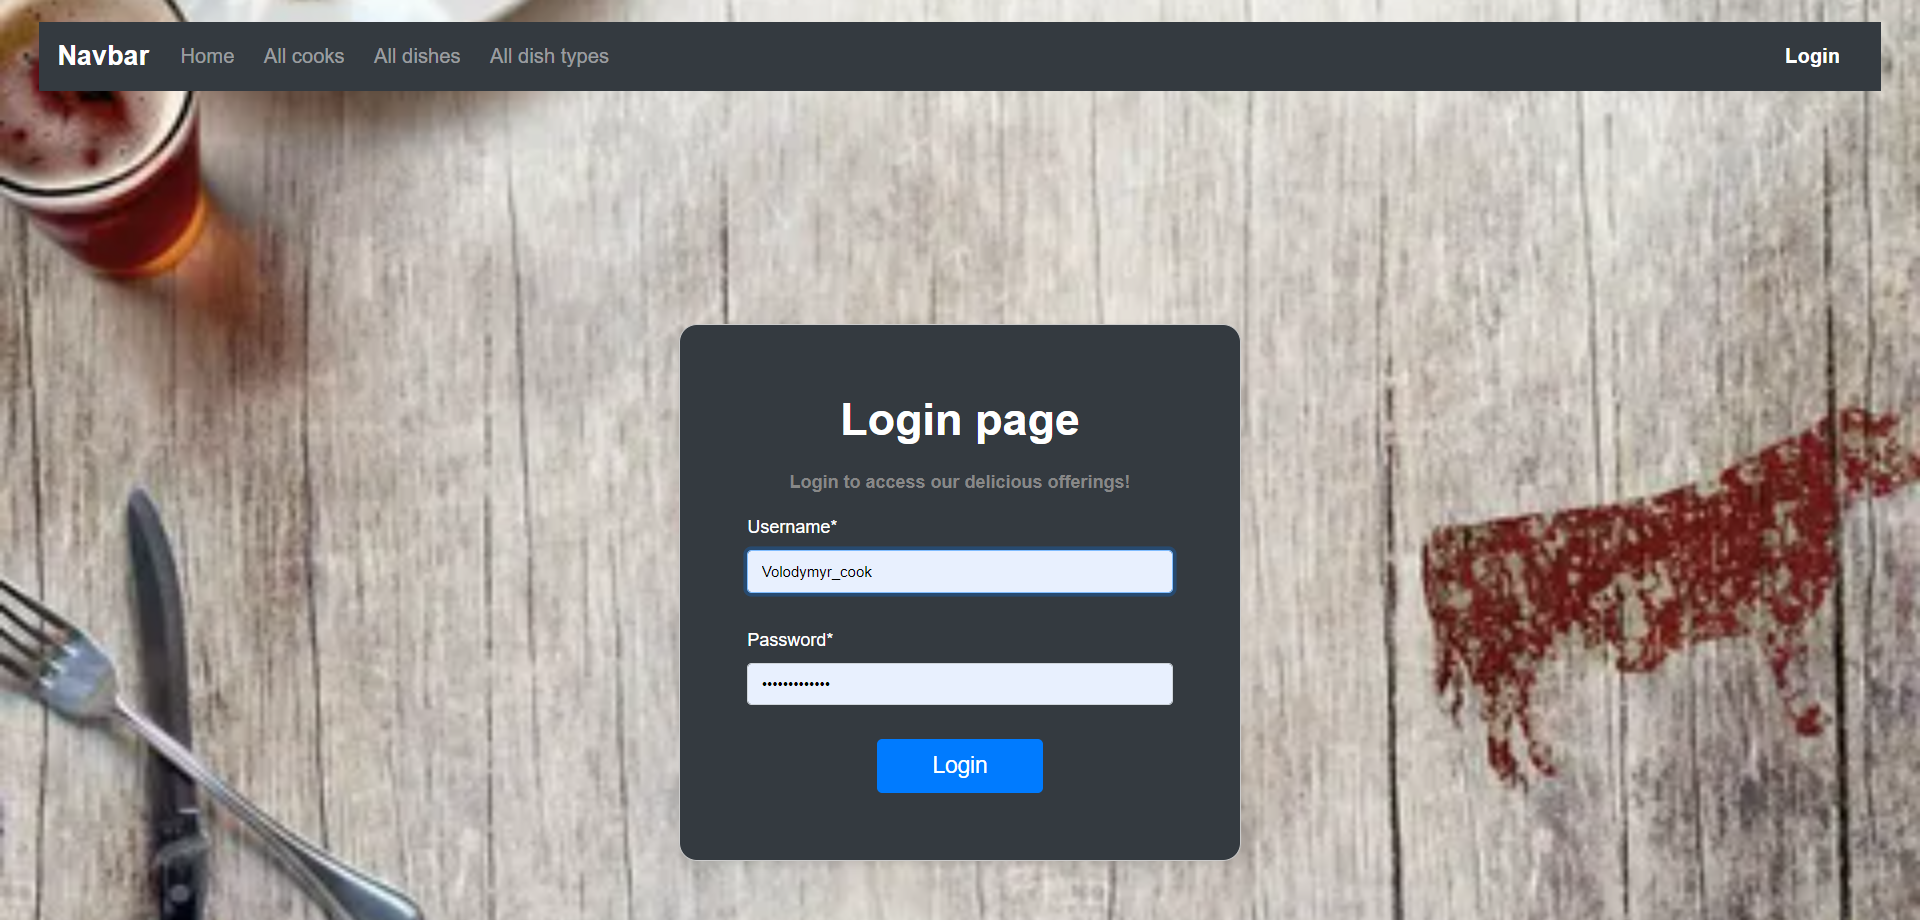 Navbar Home All cooks All dishes All dish types Login
Login page
Login to access our delicious offerings!
Username*
Volodymyr_cook
Password*
•••••••••••••
Login